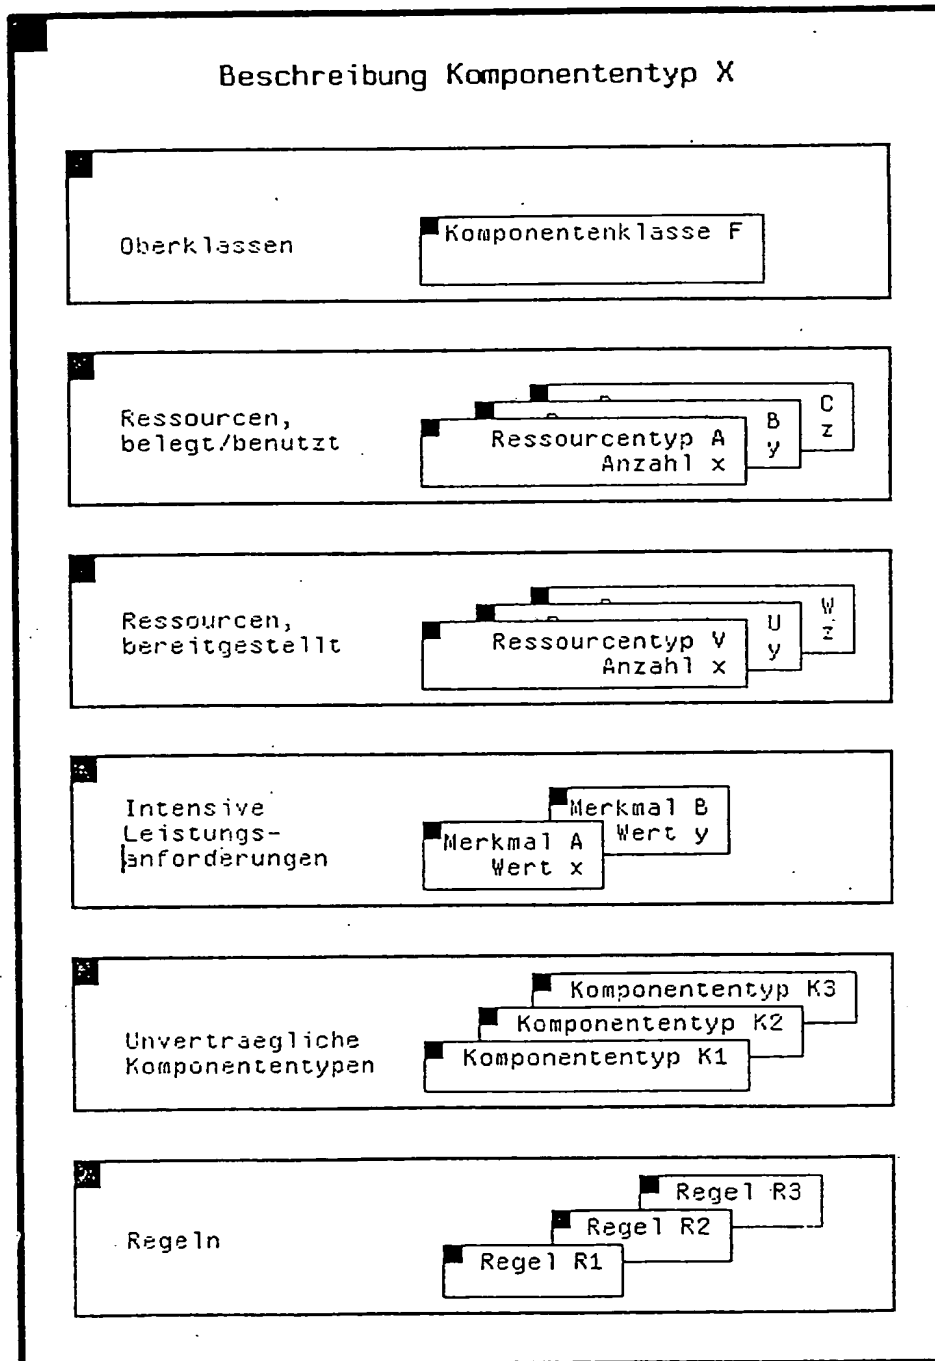 Beschreibung Komponententyp X
Oberklassen
Komponentenklasse F
Ressourcen,
belegt/benutzt
C
z
B
y
Ressourcentyp A
Anzahl x
Ressourcen,
bereitgestellt
W
z
U
y
Ressourcentyp V
Anzahl x
Intensive
Leistungs-
anforderungen
Merkmal B
Wert y
Merkmal A
Wert x
Unvertraegliche
Komponententypen
Komponententyp K3
Komponententyp K2
Komponententyp K1
Regeln
Regel R3
Regel R2
Regel R1